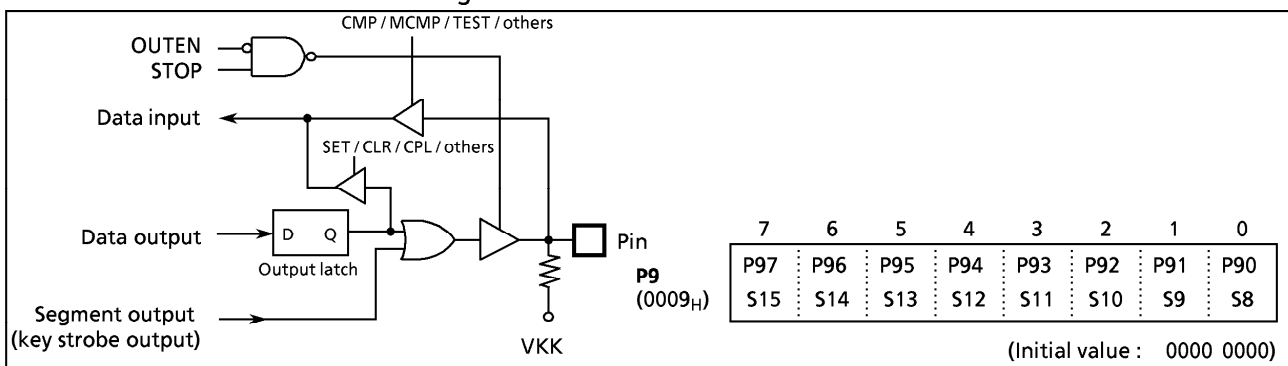 CMP / MCMP / TEST / others
OUTEN
STOP
Data input
SET / CLR / CPL / others
Data output
D Q
Output latch
Pin
Segment output
(key strobe output)
VKK
P9
(0009H)
7 6 5 4 3 2 1 0
P97 P96 P95 P94 P93 P92 P91 P90
S15 S14 S13 S12 S11 S10 S9 S8
(Initial value : 0000 0000)